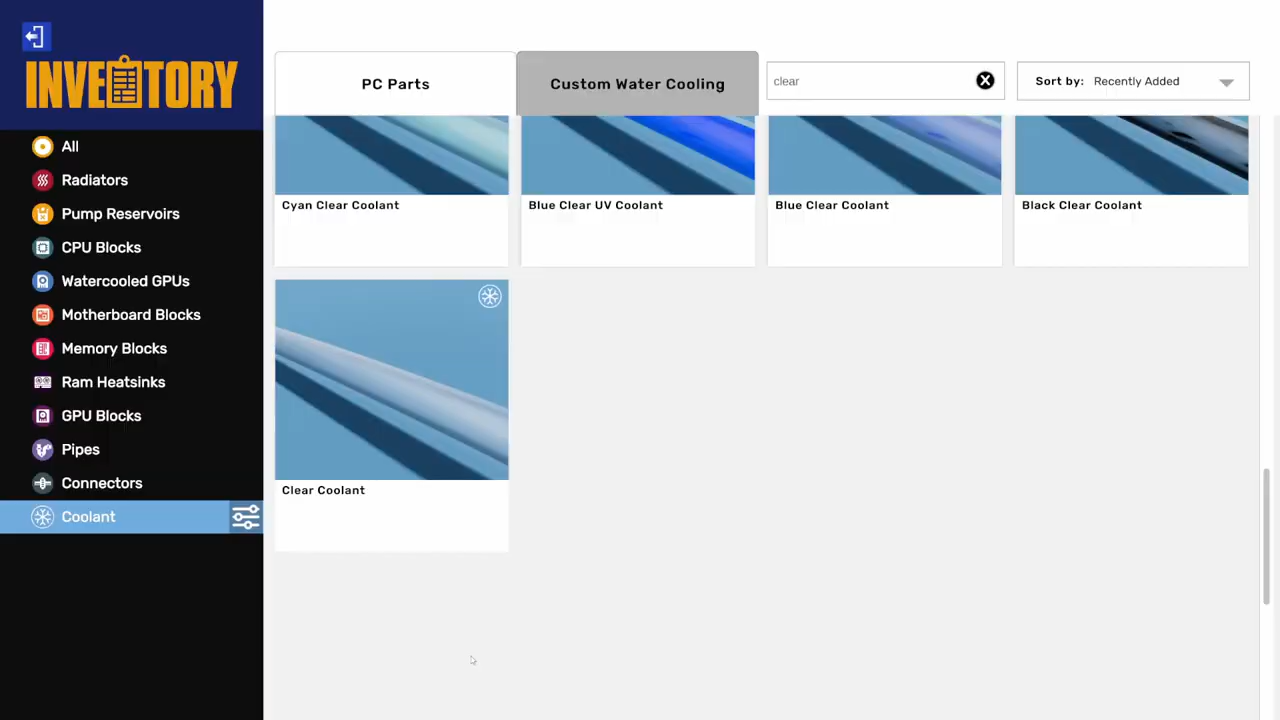 INVENTORY
All
Radiators
Pump Reservoirs
CPU Blocks
Watercooled GPUs
Motherboard Blocks
Memory Blocks
Ram Heatsinks
GPU Blocks
Pipes
Connectors
Coolant
PC Parts
Custom Water Cooling
clear
Sort by: Recently Added
Cyan Clear Coolant
Blue Clear UV Coolant
Blue Clear Coolant
Black Clear Coolant
Clear Coolant